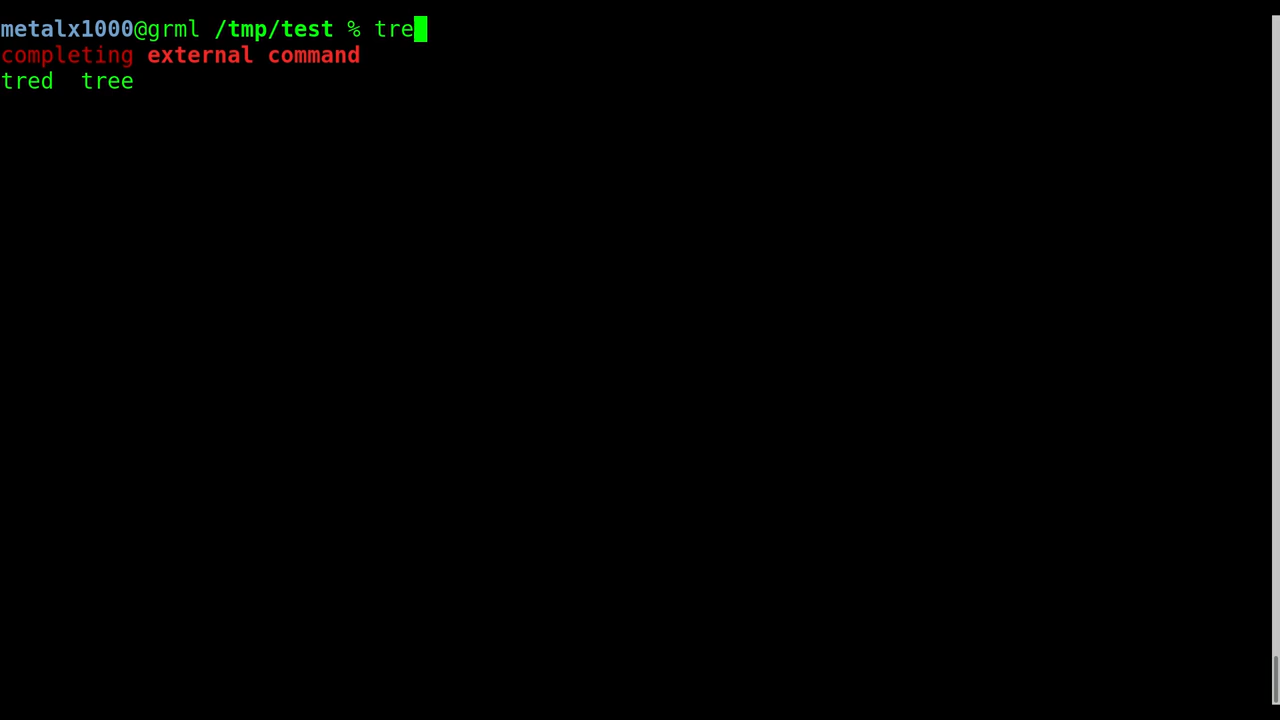 metalx1000@grml /tmp/test % tre
completing external command
tred  tree